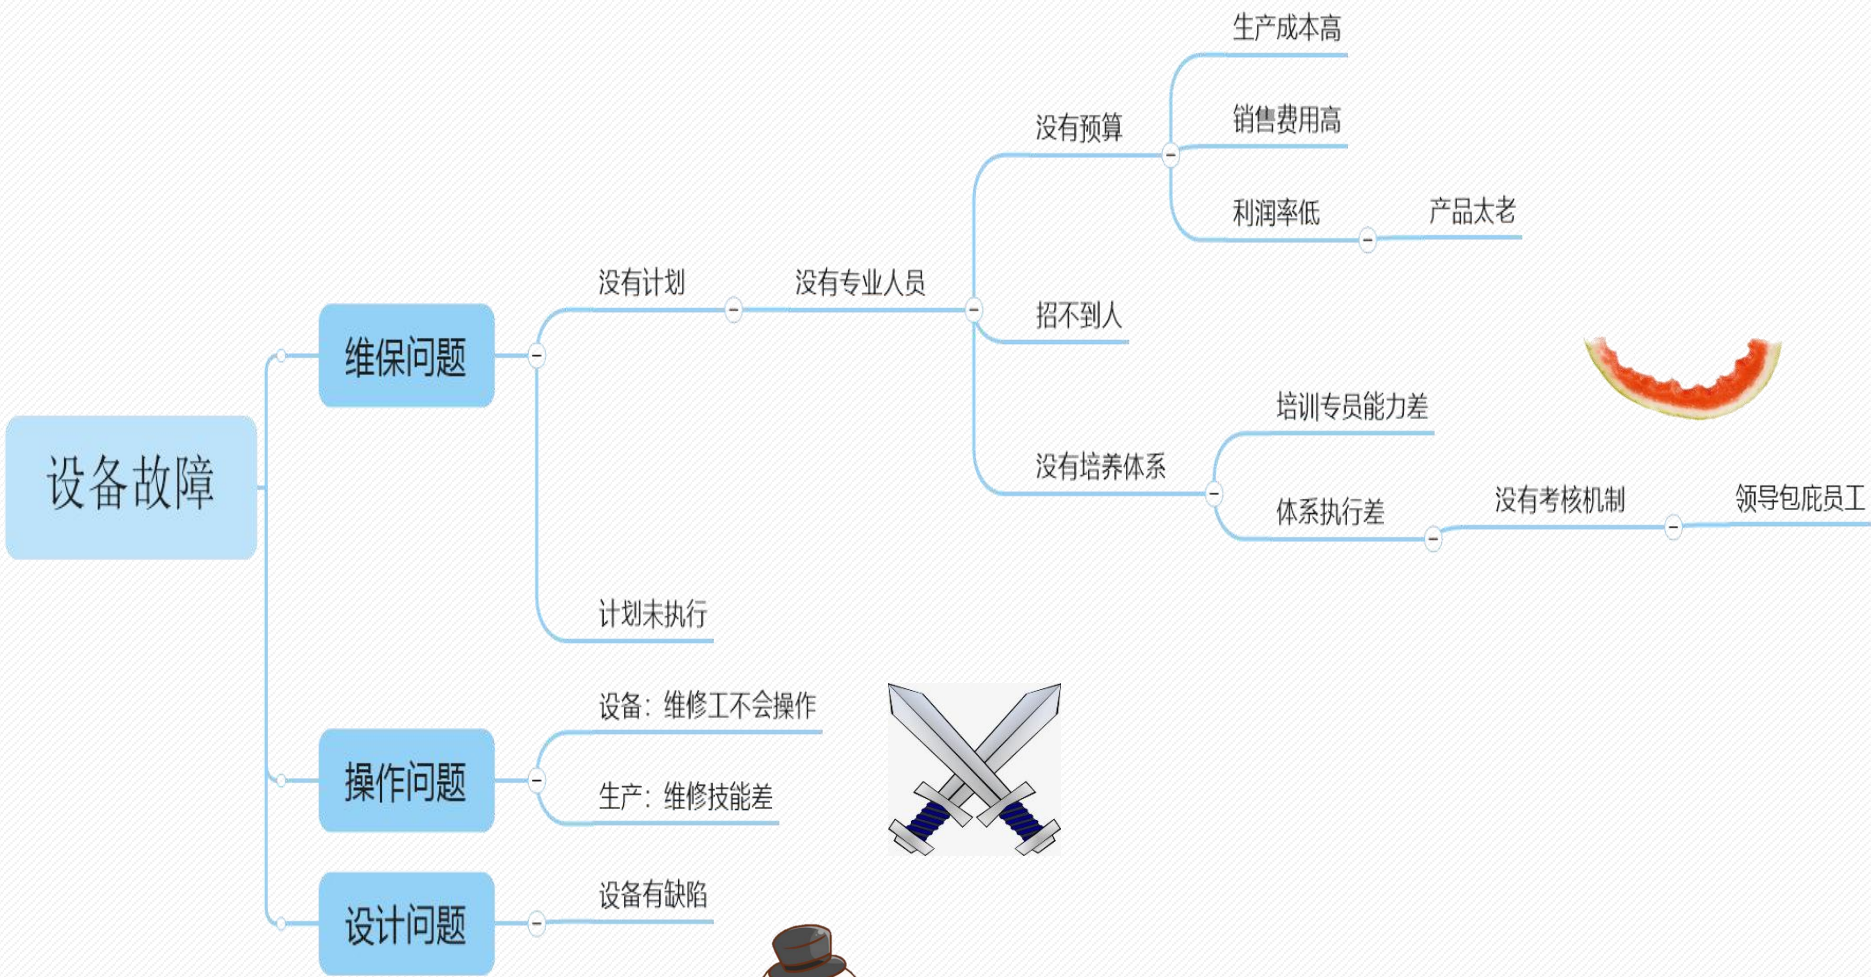 生产成本高
销售费用高
没有预算
利润率低
产品太老
没有计划
没有专业人员
招不到人
维保问题
培训专员能力差
没有培养体系
设备故障
体系执行差
没有考核机制
领导包庇员工
计划未执行
设备：维修工不会操作
操作问题
生产：维修技能差
设备有缺陷
设计问题